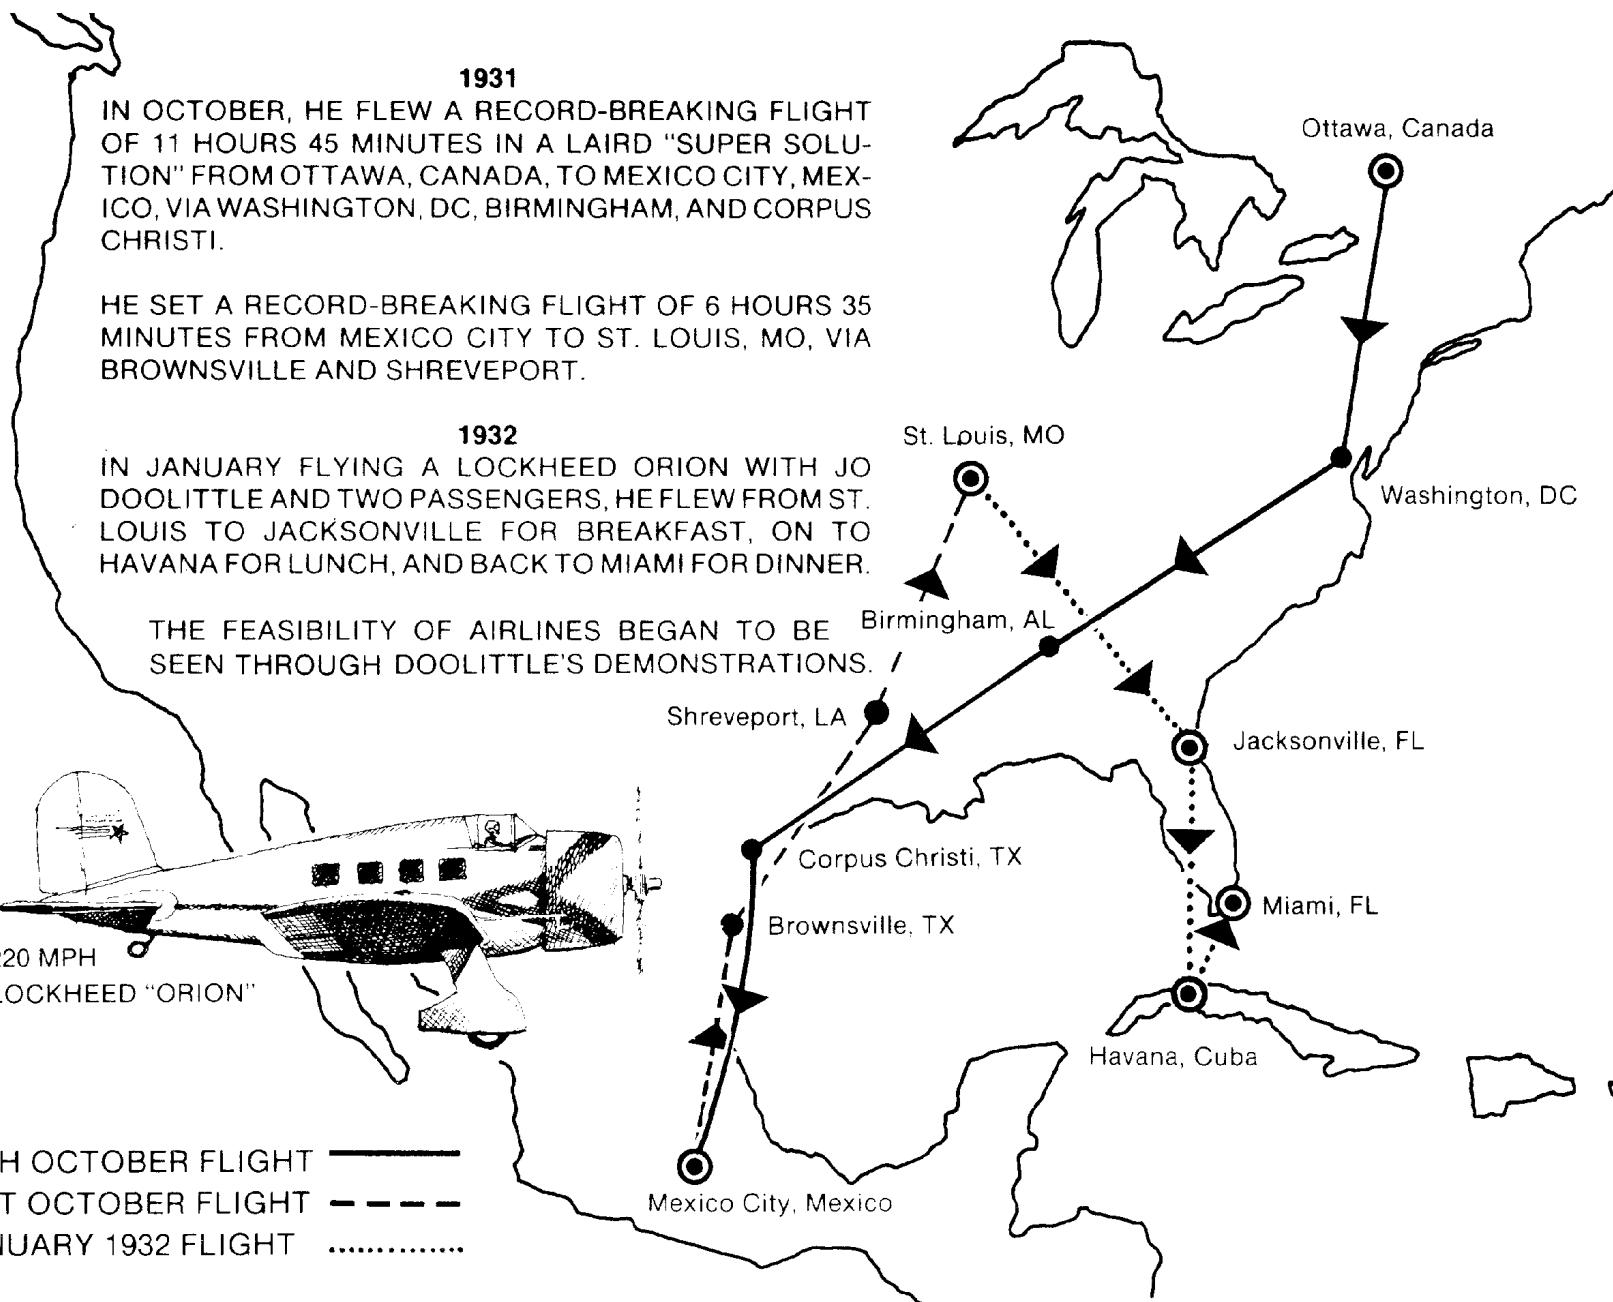 1931
IN OCTOBER, HE FLEW A RECORD-BREAKING FLIGHT
OF 11 HOURS 45 MINUTES IN A LAIRD "SUPER SOLU-
TION" FROM OTTAWA, CANADA, TO MEXICO CITY, MEX-
ICO, VIA WASHINGTON, DC, BIRMINGHAM, AND CORPUS
CHRISTI.
HE SET A RECORD-BREAKING FLIGHT OF 6 HOURS 35
MINUTES FROM MEXICO CITY TO ST. LOUIS, MO, VIA
BROWNSVILLE AND SHREVEPORT.
1932
IN JANUARY FLYING A LOCKHEED ORION WITH JO
DOOLITTLE AND TWO PASSENGERS, HE FLEW FROM ST.
LOUIS TO JACKSONVILLE FOR BREAKFAST, ON TO
HAVANA FOR LUNCH, AND BACK TO MIAMI FOR DINNER.
THE FEASIBILITY OF AIRLINES BEGAN TO BE
SEEN THROUGH DOOLITTLE'S DEMONSTRATIONS.
Ottawa, Canada
St. Louis, MO
Washington, DC
Birmingham, AL
Shreveport, LA
Jacksonville, FL
Corpus Christi, TX
Miami, FL
Brownsville, TX
Havana, Cuba
Mexico City, Mexico
220 MPH
LOCKHEED "ORION"
H OCTOBER FLIGHT
T OCTOBER FLIGHT
NUARY 1932 FLIGHT